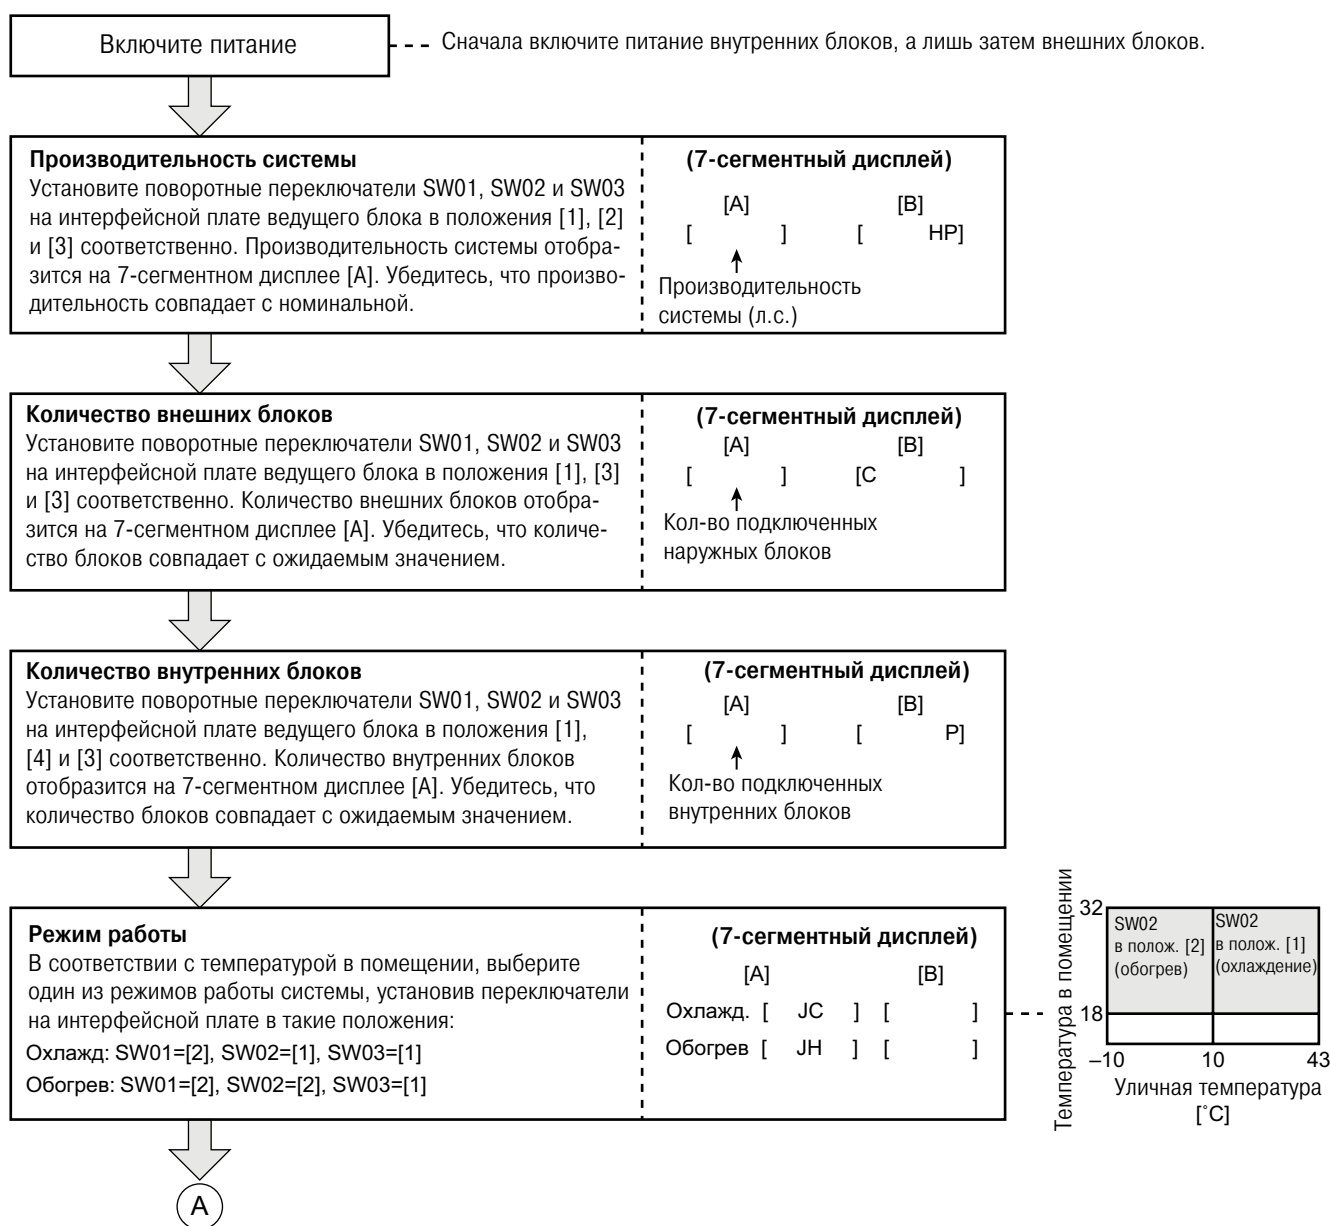 Включите питание
Сначала включите питание внутренних блоков, а лишь затем внешних блоков.
Производительность системы
Установите поворотные переключатели SW01, SW02 и SW03
на интерфейсной плате ведущего блока в положения [1], [2]
и [3] соответственно. Производительность системы отобра-
зится на 7-сегментном дисплее [A]. Убедитесь, что произво-
дительность совпадает с номинальной.
(7-сегментный дисплей)
[A] [B]
[ ] [ HP]
Производительность
системы (л.с.)
Количество внешних блоков
Установите поворотные переключатели SW01, SW02 и SW03
на интерфейсной плате ведущего блока в положения [1], [3]
и [3] соответственно. Количество внешних блоков отобра-
зится на 7-сегментном дисплее [A]. Убедитесь, что количе-
ство блоков совпадает с ожидаемым значением.
(7-сегментный дисплей)
[A] [B]
[ ] [C ]
Кол-во подключенных
наружных блоков
Количество внутренних блоков
Установите поворотные переключатели SW01, SW02 и SW03
на интерфейсной плате ведущего блока в положения [1],
[4] и [3] соответственно. Количество внутренних блоков
отобразится на 7-сегментном дисплее [A]. Убедитесь, что
количество блоков совпадает с ожидаемым значением.
(7-сегментный дисплей)
[A] [B]
[ ] [ P]
Кол-во подключенных
внутренних блоков
Режим работы
В соответствии с температурой в помещении, выберите
один из режимов работы системы, установив переключатели
на интерфейсной плате в такие положения:
Охлажд: SW01=[2], SW02=[1], SW03=[1]
Обогрев: SW01=[2], SW02=[2], SW03=[1]
(7-сегментный дисплей)
[A] [B]
Охлажд. [ JC ] [ ]
Обогрев [ JH ] [ ]
Температура в помещении
32
18
SW02
в полож. [2]
(обогрев)
SW02
в полож. [1]
(охлаждение)
–10 10 43
Уличная температура
[˚C]
A